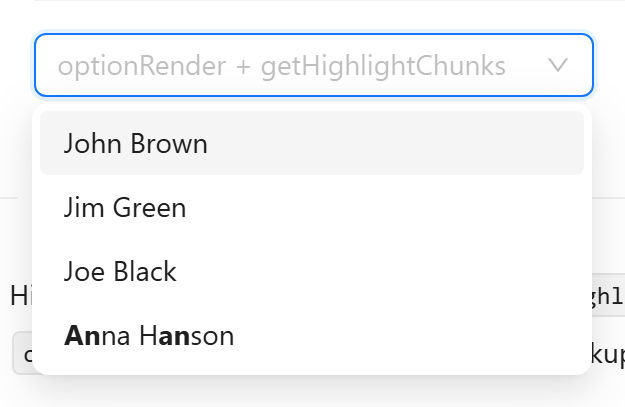 optionRender + getHighlightChunks
John Brown
Jim Green
Joe Black
Anna Hanson